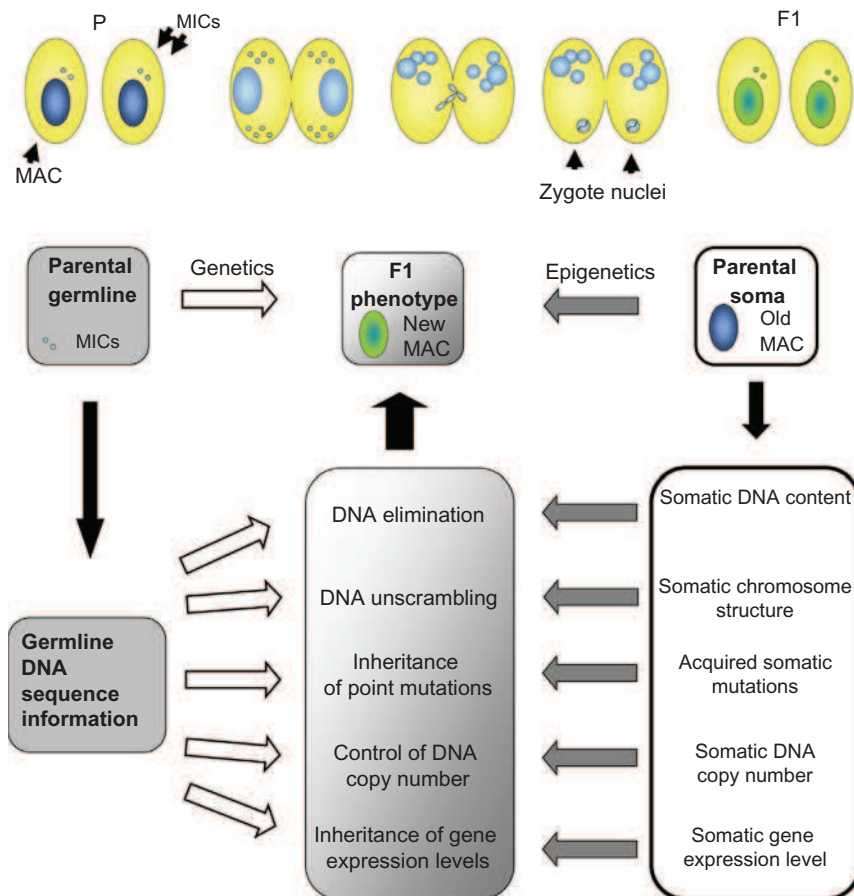 P
MICs
F1
MAC
Zygote nuclei
Parental
germline
MICs
Genetics
F1
phenotype
New
MAC
Epigenetics
Parental
soma
Old
MAC
Germline
DNA
sequence
information
DNA elimination
DNA unscrambling
Inheritance
of point mutations
Control of DNA
copy number
Inheritance of gene
expression levels
Somatic DNA content
Somatic chromosome
structure
Acquired somatic
mutations
Somatic DNA
copy number
Somatic gene
expression level